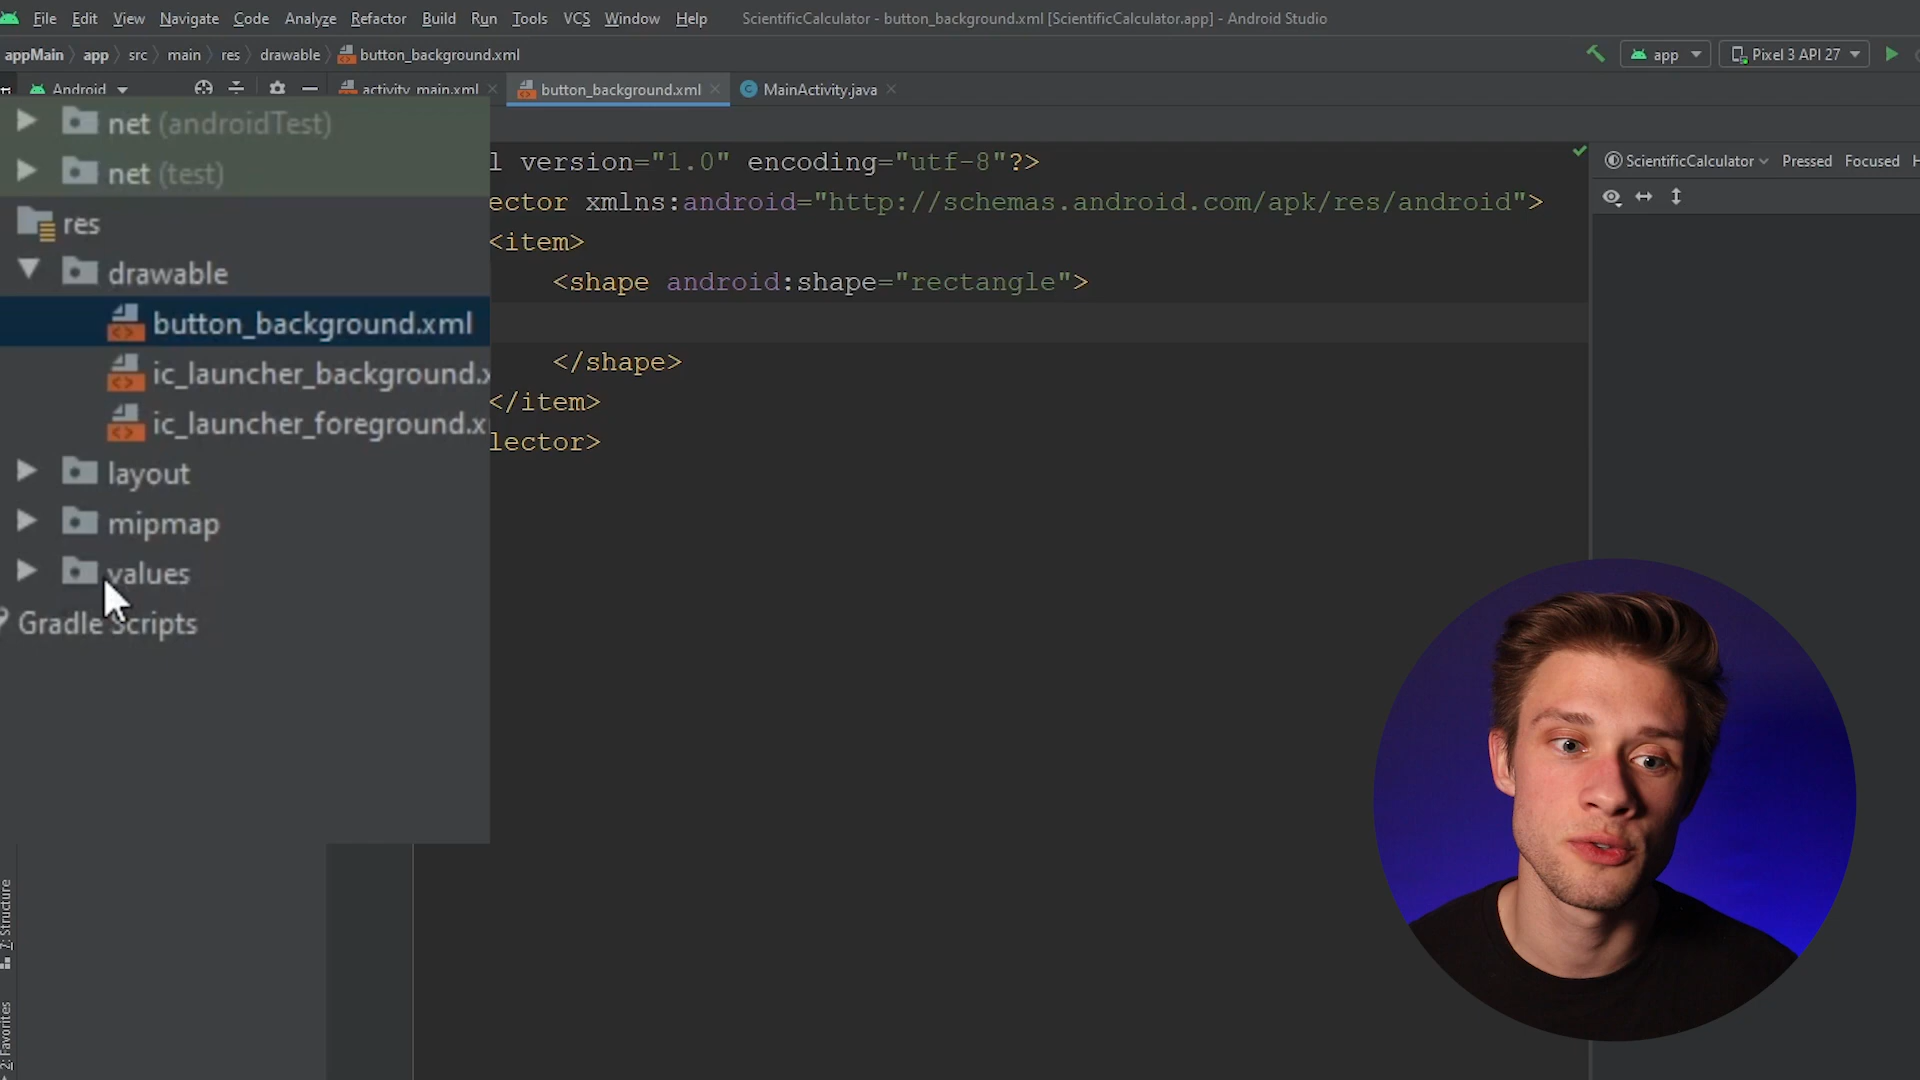 File Edit View Navigate Code Analyze Refactor Build Run Tools VCS Window Help ScientificCalculator - button_background.xml [ScientificCalculator.app] - Android Studio
appMain app src main res drawable button_background.xml app Pixel 3 API 27
Android activity_main.xml button_background.xml MainActivity.java
net (androidTest)
net (test)
res
drawable
button_background.xml
ic_launcher_background.x
ic_launcher_foreground.x
layout
mipmap
values
Gradle Scripts
l version="1.0" encoding="utf-8"?>
ector xmlns:android="http://schemas.android.com/apk/res/android">
<item>
<shape android:shape="rectangle">
</shape>
</item>
lector>
ScientificCalculator Pressed Focused H
7: Structure
2: Favorites